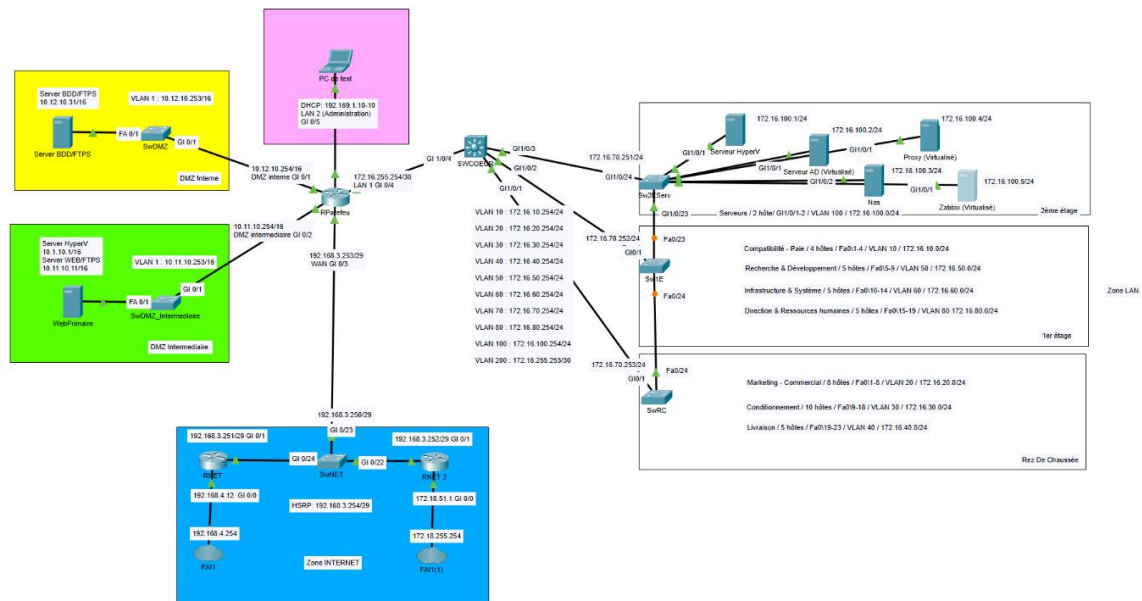 Server BDD/FTPS
10.12.10.31/16
VLAN 1 : 10.12.10.253/16
FA 0/1
GI 0/1
Server BDD/FTPS
SwDMZ
DMZ Interne
PC de test
DHCP: 192.169.1.10-10
LAN 2 (Administration)
GI 0/5
10.12.10.254/16
DMZ interne GI 0/1
172.16.255.254/30
LAN 1 GI 0/4
RParefeu
10.11.10.254/16
DMZ intermediaire GI 0/2
192.168.3.253/29
WAN GI 0/3
Server HyperV
10.1.10.1/16
Server WEB/FTPS
10.11.10.11/16
VLAN 1 : 10.11.10.253/16
GI 0/1
FA 0/1
WebPrimaire
SwDMZ_Intermediaire
DMZ Intermediaire
GI 1/0/4
SWCOEUR
GI1/0/3
GI1/0/2
GI1/0/1
VLAN 10 : 172.16.10.254/24
VLAN 20 : 172.16.20.254/24
VLAN 30 : 172.16.30.254/24
VLAN 40 : 172.16.40.254/24
VLAN 50 : 172.16.50.254/24
VLAN 60 : 172.16.60.254/24
VLAN 70 : 172.16.70.254/24
VLAN 80 : 172.16.80.254/24
VLAN 100 : 172.16.100.254/24
VLAN 200 : 172.16.255.253/30
172.16.70.251/24
GI1/0/24
Sw2EServ
GI1/0/23
172.16.100.1/24
Serveur HyperV
GI1/0/1
172.16.100.2/24
GI1/0/1
Serveur AD (Virtualisé)
172.16.100.4/24
GI1/0/1
Proxy (Virtualisé)
172.16.100.3/24
GI1/0/2
Nas
GI1/0/1
172.16.100.5/24
Zabbix (Virtualisé)
Serveurs / 2 hôte/ GI1/0/1-2 / VLAN 100 / 172.16.100.0/24
2ème étage
172.16.70.252/24
GI0/1
Fa0/23
Sw1E
Fa0/24
Compatibilité - Paie / 4 hôtes / Fa0\1-4 / VLAN 10 / 172.16.10.0/24
Recherche & Développement / 5 hôtes / Fa0\5-9 / VLAN 50 / 172.16.50.0/24
Infrastructure & Système / 5 hôtes / Fa0\10-14 / VLAN 60 / 172.16.60.0/24
Direction & Ressources humaines / 5 hôtes / Fa0\15-19 / VLAN 80 172.16.80.0/24
1er étage
Zone LAN
172.16.70.253/24
GI0/1
Fa0/24
SwRC
Marketing - Commercial / 8 hôtes / Fa0\1-8 / VLAN 20 / 172.16.20.0/24
Conditionnement / 10 hôtes / Fa0\9-18 / VLAN 30 / 172.16.30.0/24
Livraison / 5 hôtes / Fa0\19-23 / VLAN 40 / 172.16.40.0/24
Rez De Chaussée
192.168.3.250/29
GI 0/23
192.168.3.251/29 GI 0/1
192.168.3.252/29 GI 0/1
GI 0/24
GI 0/22
RNET
SwNET
RNET 2
192.168.4.12 GI 0/0
172.18.51.1 GI 0/0
HSRP: 192.168.3.254/29
192.168.4.254
172.18.255.254
FAI1
FAI1(1)
Zone INTERNET